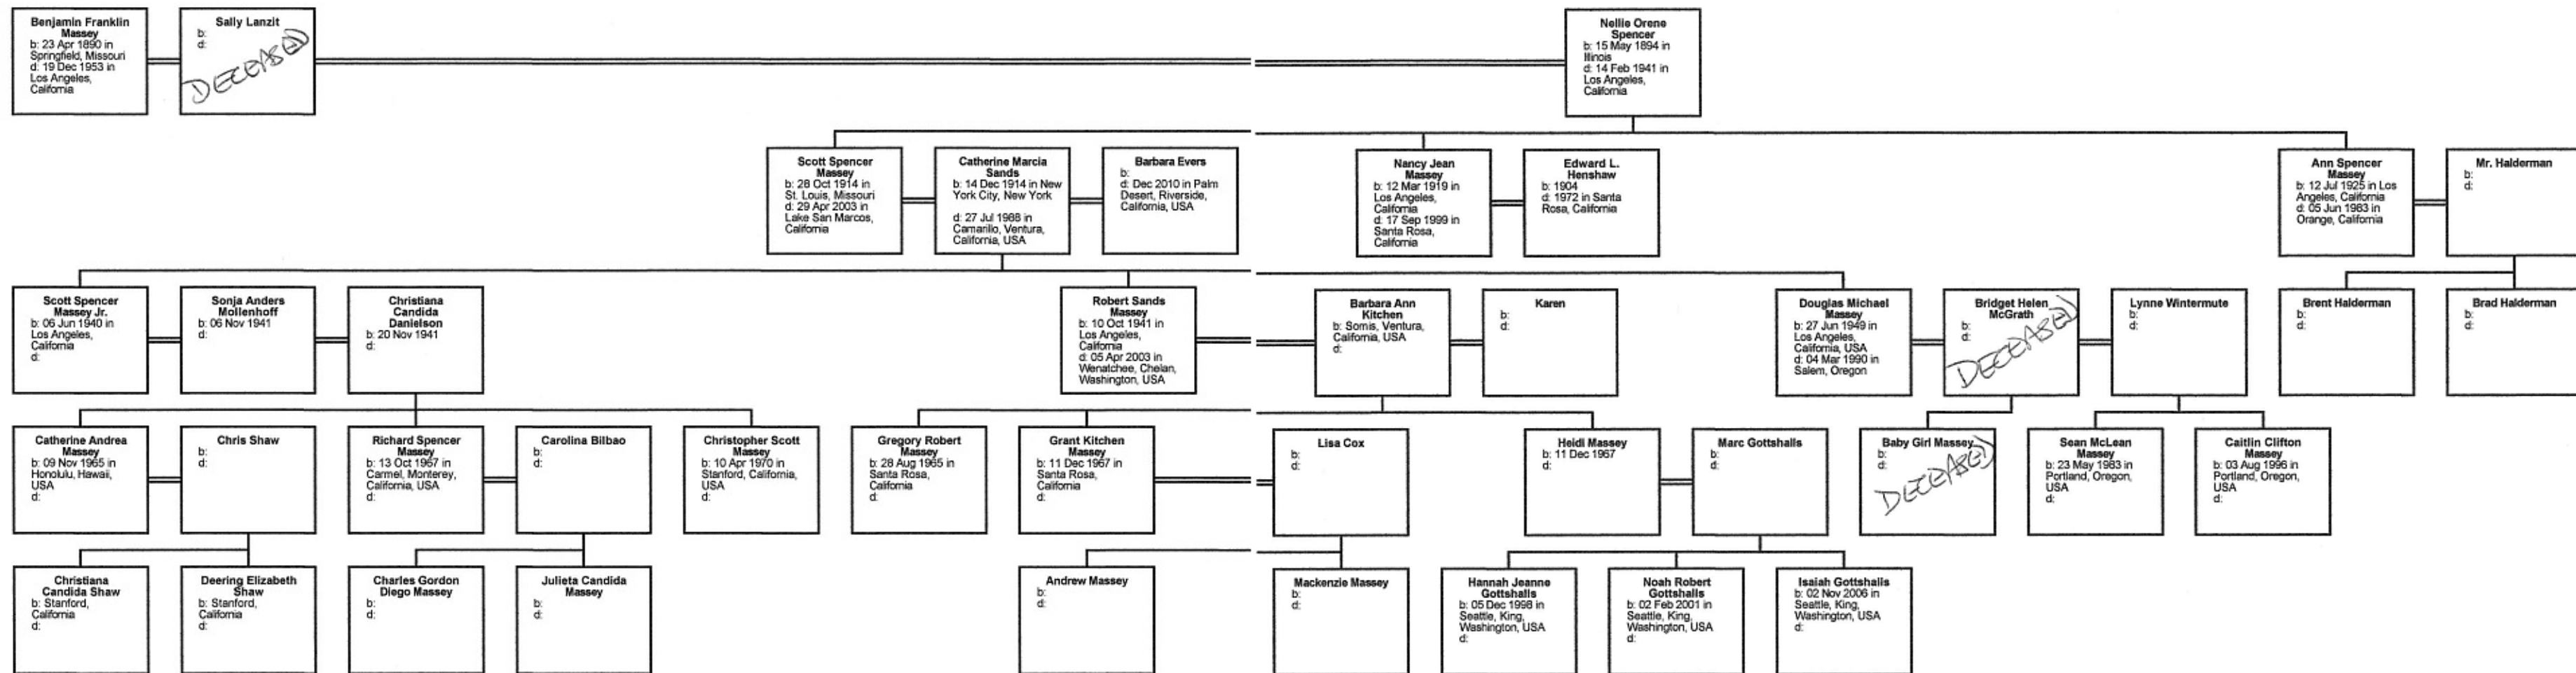 Benjamin Franklin
Massey
b: 23 Apr 1890 in
Springfield, Missouri
d: 19 Dec 1953 in
Los Angeles,
California
Sally Lanzit
b:
d:
DECEASED
Nellie Orene
Spencer
b: 15 May 1894 in
Illinois
d: 14 Feb 1941 in
Los Angeles,
California
Scott Spencer
Massey
b: 28 Oct 1914 in
St. Louis, Missouri
d: 29 Apr 2003 in
Lake San Marcos,
California
Catherine Marcia
Sands
b: 14 Dec 1914 in New
York City, New York
d: 27 Jul 1988 in
Camarillo, Ventura,
California, USA
Barbara Evers
b:
d: Dec 2010 in Palm
Desert, Riverside,
California, USA
Nancy Jean
Massey
b: 12 Mar 1919 in
Los Angeles,
California
d: 17 Sep 1999 in
Santa Rosa,
California
Edward L.
Henshaw
b: 1904
d: 1972 in Santa
Rosa, California
Ann Spencer
Massey
b: 12 Jul 1925 in Los
Angeles, California
d: 05 Jun 1983 in
Orange, California
Mr. Halderman
b:
d:
Scott Spencer
Massey Jr.
b: 06 Jun 1940 in
Los Angeles,
California
d:
Sonja Anders
Mollenhoff
b: 06 Nov 1941
d:
Christiana
Candida
Danielson
b: 20 Nov 1941
d:
Robert Sands
Massey
b: 10 Oct 1941 in
Los Angeles,
California
d: 05 Apr 2003 in
Wenatchee, Chelan,
Washington, USA
Barbara Ann
Kitchen
b: Somis, Ventura,
California, USA
d:
Karen
b:
d:
Douglas Michael
Massey
b: 27 Jun 1949 in
Los Angeles,
California, USA
d: 04 Mar 1990 in
Salem, Oregon
Bridget Helen
McGrath
b:
d:
DECEASED
Lynne Wintermute
b:
d:
Brent Halderman
b:
d:
Brad Halderman
b:
d:
Catherine Andrea
Massey
b: 09 Nov 1965 in
Honolulu, Hawaii,
USA
d:
Chris Shaw
b:
d:
Richard Spencer
Massey
b: 13 Oct 1967 in
Carmel, Monterey,
California, USA
d:
Carolina Bilbao
b:
d:
Christopher Scott
Massey
b: 10 Apr 1970 in
Stanford, California,
USA
d:
Gregory Robert
Massey
b: 28 Aug 1965 in
Santa Rosa,
California
d:
Grant Kitchen
Massey
b: 11 Dec 1967 in
Santa Rosa,
California
d:
Lisa Cox
b:
d:
Heidi Massey
b: 11 Dec 1967
d:
Marc Gottshalls
b:
d:
Baby Girl Massey
b:
d:
DECEASED
Sean McLean
Massey
b: 23 May 1983 in
Portland, Oregon,
USA
d:
Caitlin Clifton
Massey
b: 03 Aug 1996 in
Portland, Oregon,
USA
d:
Christiana
Candida Shaw
b: Stanford,
California
d:
Deering Elizabeth
Shaw
b: Stanford,
California
d:
Charles Gordon
Diego Massey
b:
d:
Julieta Candida
Massey
b:
d:
Andrew Massey
b:
d:
Mackenzie Massey
b:
d:
Hannah Jeanne
Gottshalls
b: 05 Dec 1998 in
Seattle, King,
Washington, USA
d:
Noah Robert
Gottshalls
b: 02 Feb 2001 in
Seattle, King,
Washington, USA
d:
Isaiah Gottshalls
b: 02 Nov 2006 in
Seattle, King,
Washington, USA
d: